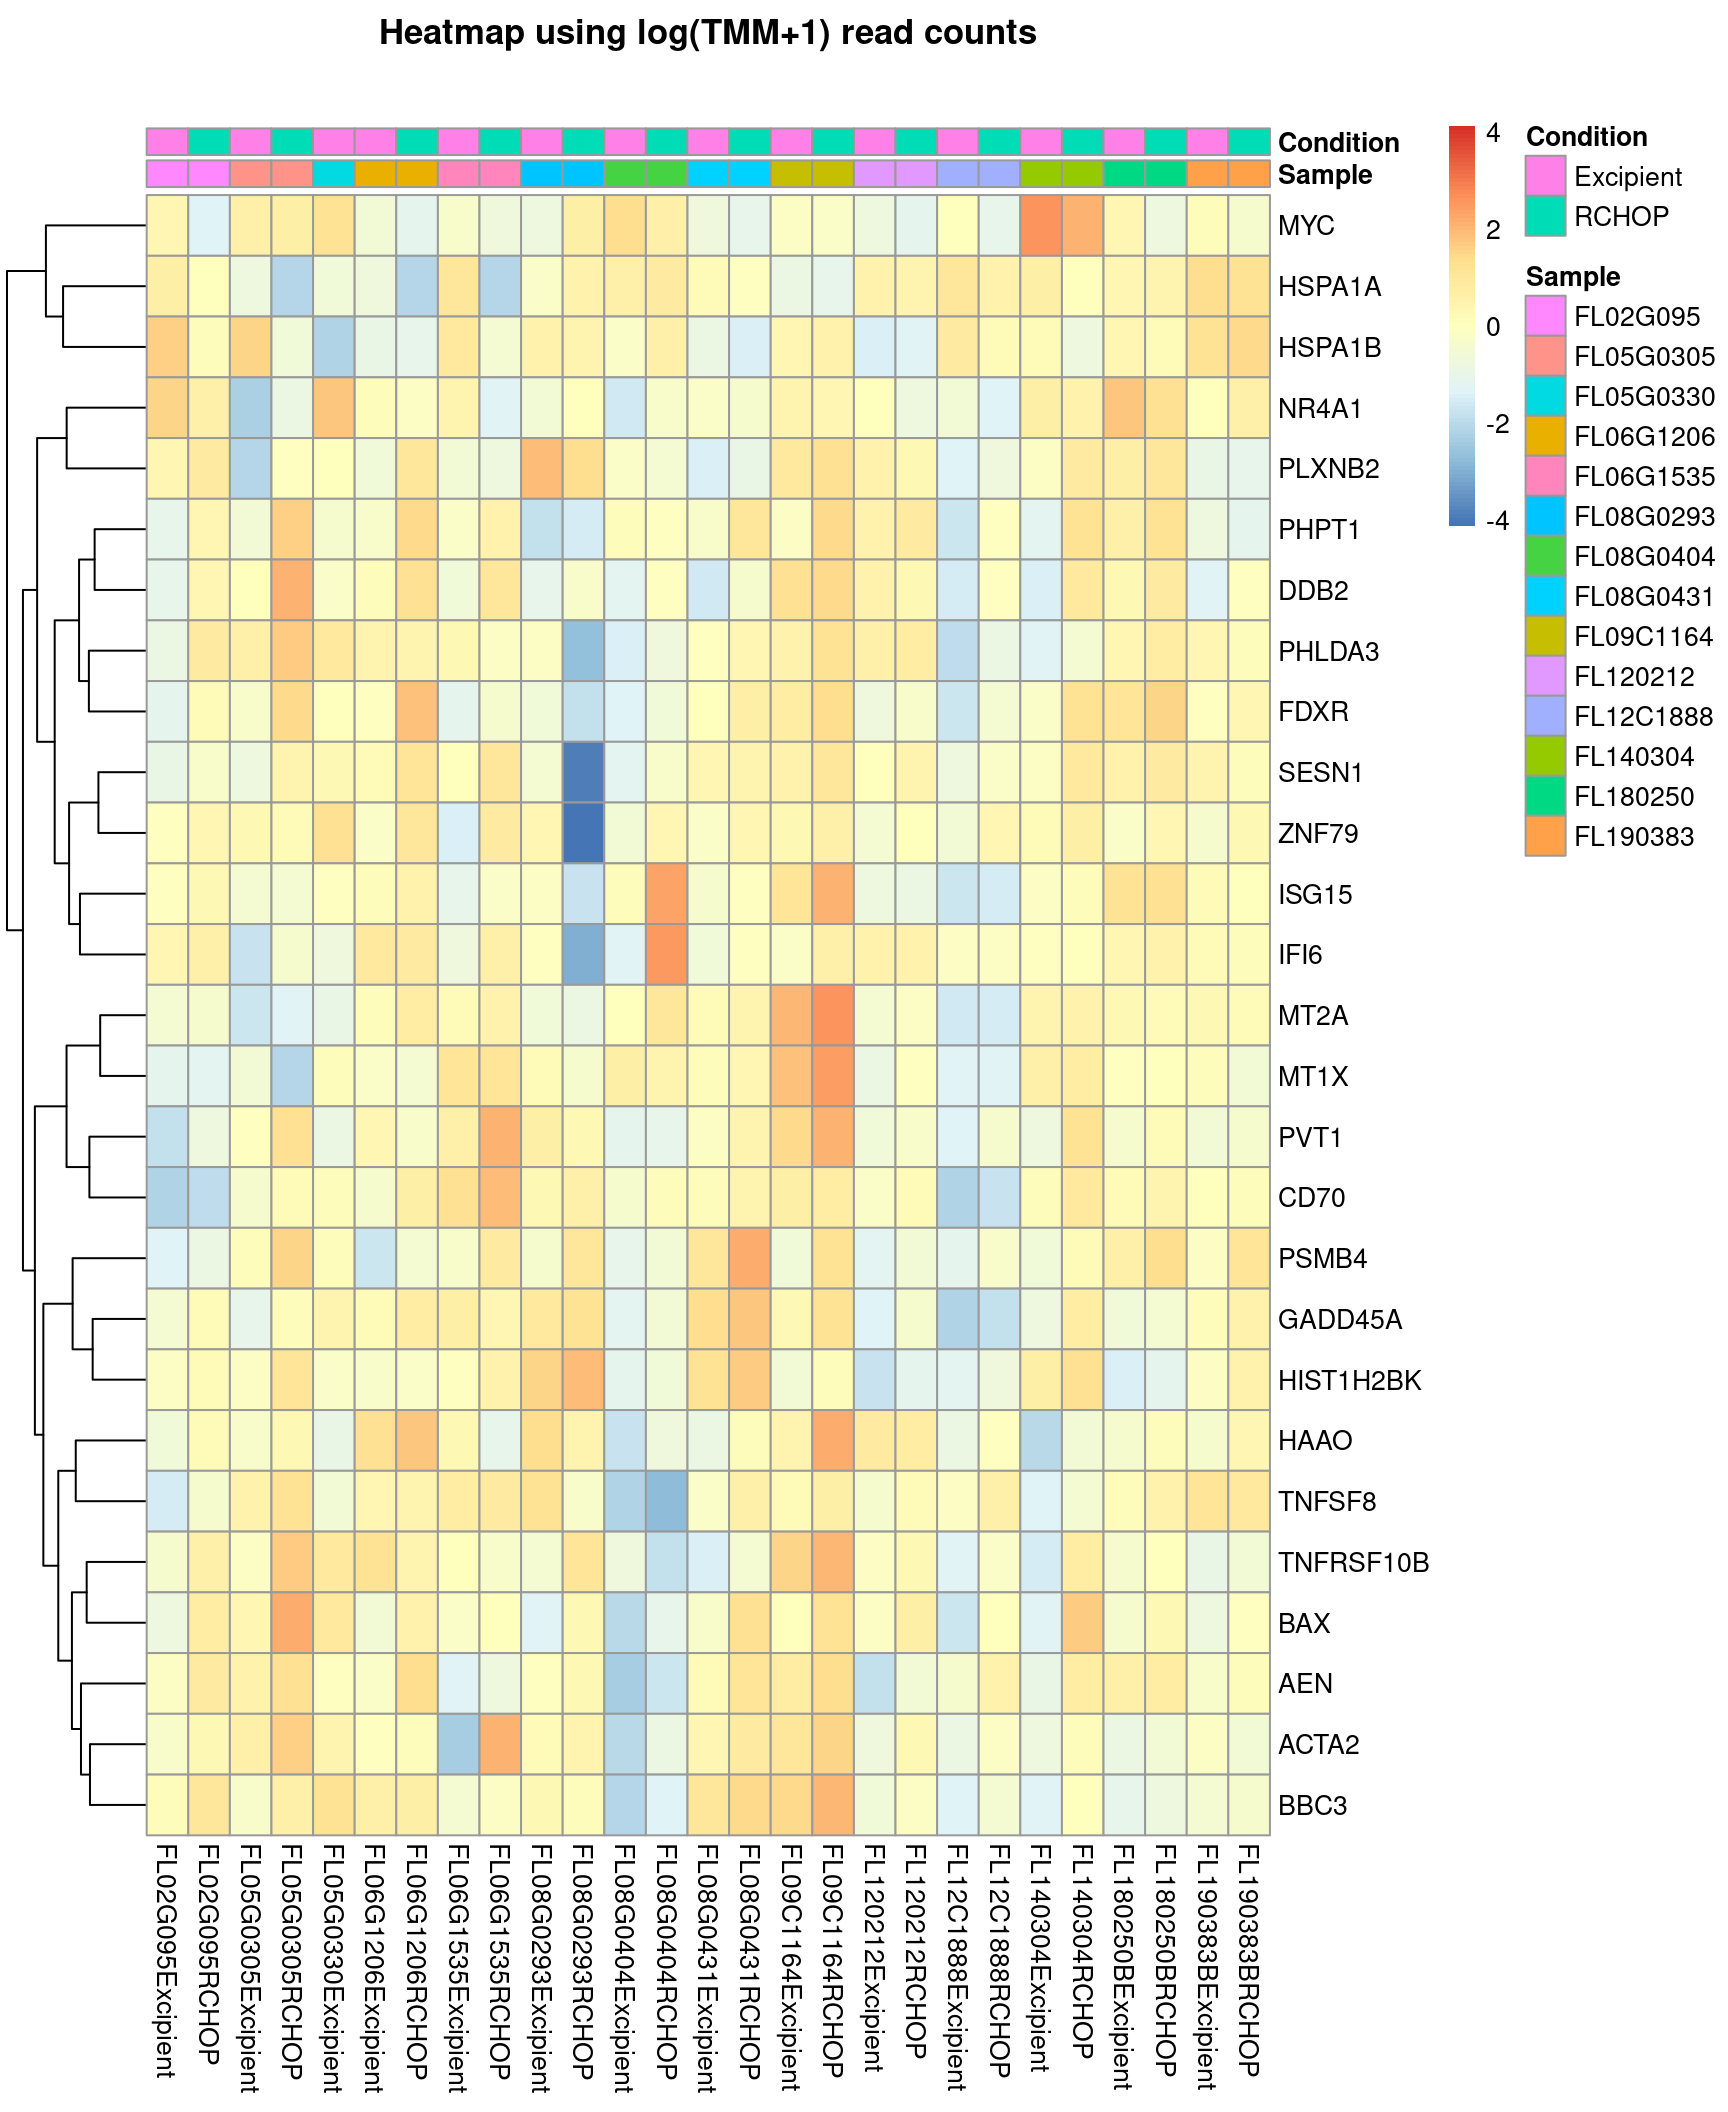 Heatmap using log(TMM+1) read counts
Condition
Sample
4
2
0
-2
-4
Condition
Excipient
RCHOP
Sample
FL02G095
FL05G0305
FL05G0330
FL06G1206
FL06G1535
FL08G0293
FL08G0404
FL08G0431
FL09C1164
FL120212
FL12C1888
FL140304
FL180250
FL190383
MYC
HSPA1A
HSPA1B
NR4A1
PLXNB2
PHPT1
DDB2
PHLDA3
FDXR
SESN1
ZNF79
ISG15
IFI6
MT2A
MT1X
PVT1
CD70
PSMB4
GADD45A
HIST1H2BK
HAAO
TNFSF8
TNFRSF10B
BAX
AEN
ACTA2
BBC3
FL02G095Excipient
FL02G095RCHOP
FL05G0305Excipient
FL05G0305RCHOP
FL05G0330Excipient
FL06G1206Excipient
FL06G1206RCHOP
FL06G1535Excipient
FL06G1535RCHOP
FL08G0293Excipient
FL08G0293RCHOP
FL08G0404Excipient
FL08G0404RCHOP
FL08G0431Excipient
FL08G0431RCHOP
FL09C1164Excipient
FL09C1164RCHOP
FL120212Excipient
FL120212RCHOP
FL12C1888Excipient
FL12C1888RCHOP
FL140304Excipient
FL140304RCHOP
FL180250BExcipient
FL180250BRCHOP
FL190383BExcipient
FL190383BRCHOP